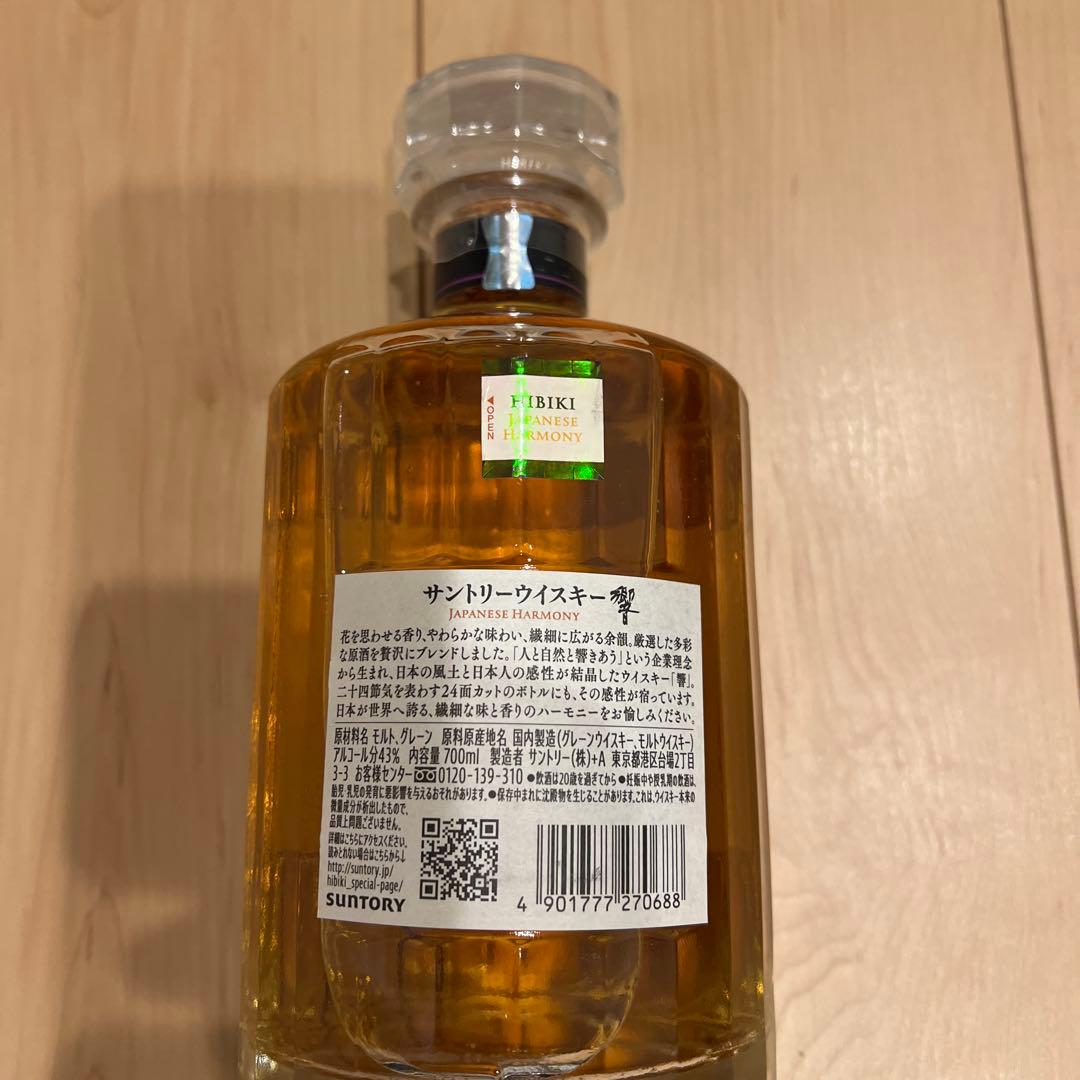 HIBIKI
◀OPEN
HIBIKI
JAPANESE
HARMONY
サントリーウイスキー響
JAPANESE HARMONY
花を思わせる香り、やわらかな味わい、繊細に広がる余韻。厳選した多彩
な原酒を贅沢にブレンドしました。「人と自然と響きあう」という企業理念
から生まれ、日本の風土と日本人の感性が結晶したウイスキー「響」。
二十四節気を表わす24面カットのボトルにも、その感性が宿っています。
日本が世界へ誇る、繊細な味と香りのハーモニーをお愉しみください。
原材料名 モルト、グレーン 原料原産地名 国内製造(グレーンウイスキー、モルトウイスキー)
アルコール分43% 内容量700ml 製造者 サントリー(株)+A 東京都港区台場2丁目
3-3 お客様センター 0120-139-310 ●飲酒は20歳を過ぎてから ●妊娠中や授乳期の飲酒は、
胎児・乳児の発育に悪影響を与えるおそれがあります。●保存中まれに沈殿物を生じることがあります。これは、ウイスキー本来の
微量成分が析出したもので、
品質上問題ございません。
詳細はこちらにアクセスください。
読みとれない場合はこちらから↓
http://suntory.jp/
hibiki_special-page/
SUNTORY
4 901777 270688